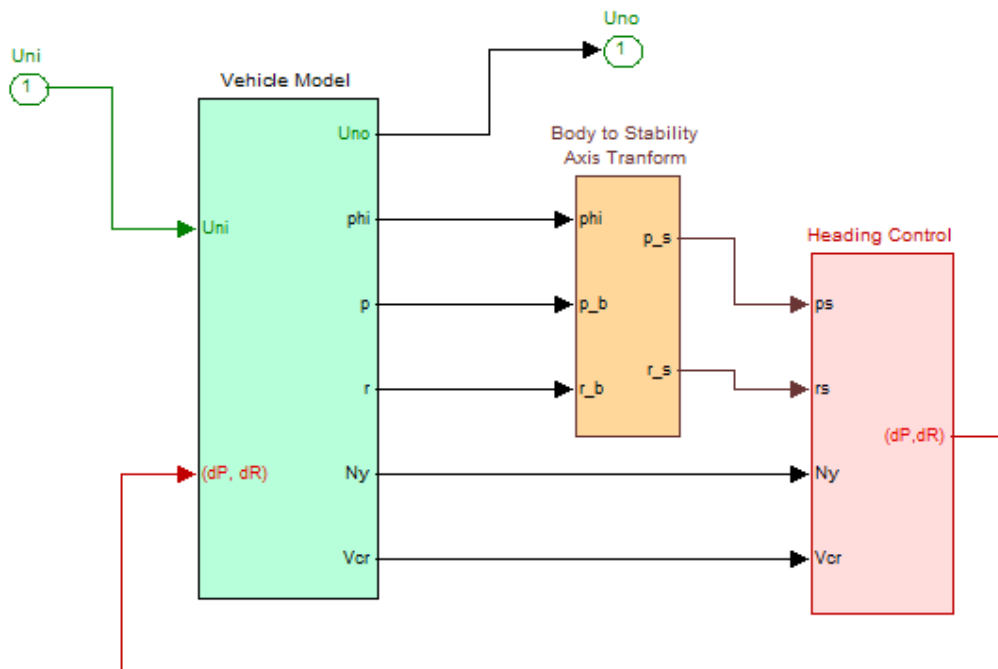 Uno
1
Uni
1
Vehicle Model
Uno
Body to Stability
Axis Tranform
phi
phi
p_s
Uni
Heading Control
p
p_b
ps
r
r_b
r_s
rs
(dP,dR)
(dP, dR)
Ny
Ny
Vcr
Vcr